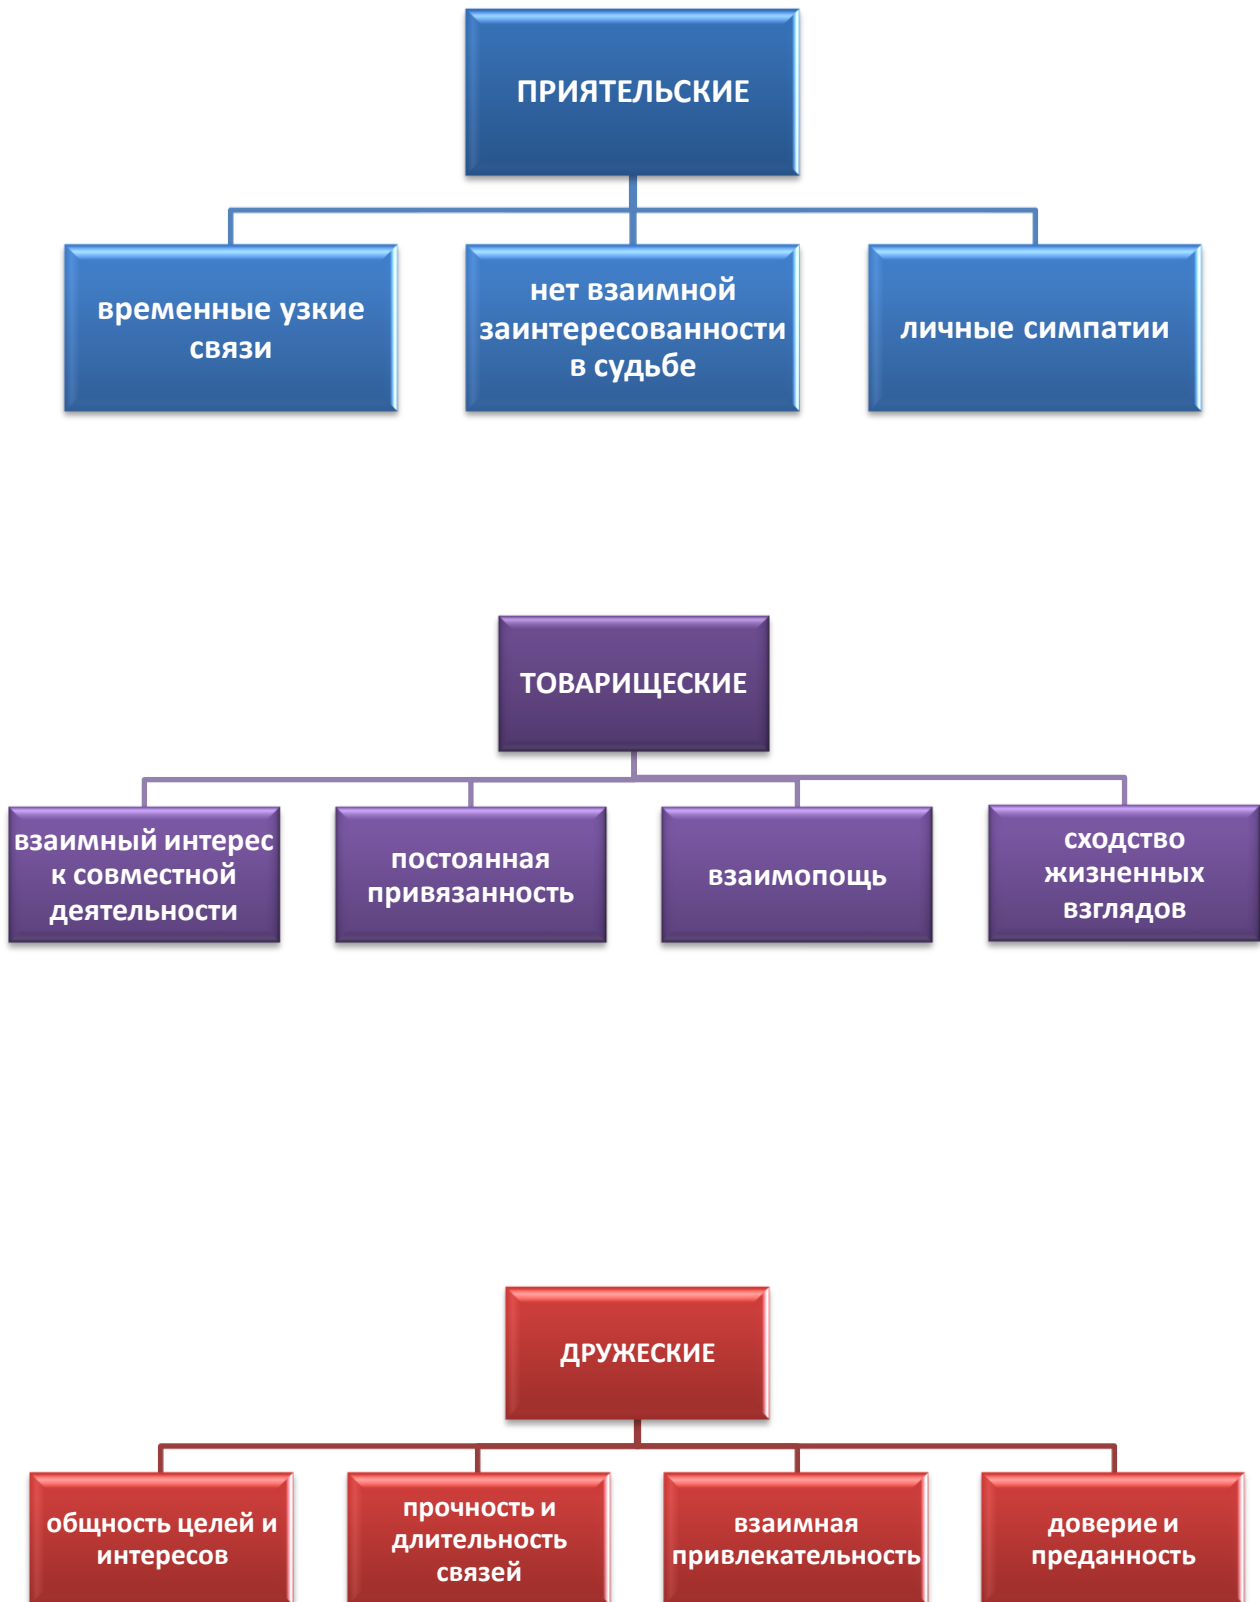 ПРИЯТЕЛЬСКИЕ
временные узкие
связи
нет взаимной
заинтересованности
в судьбе
личные симпатии
ТОВАРИЩЕСКИЕ
взаимный интерес
к совместной
деятельности
постоянная
привязанность
взаимопощь
сходство
жизненных
взглядов
ДРУЖЕСКИЕ
общность целей и
интересов
прочность и
длительность
связей
взаимная
привлекательность
доверие и
преданность